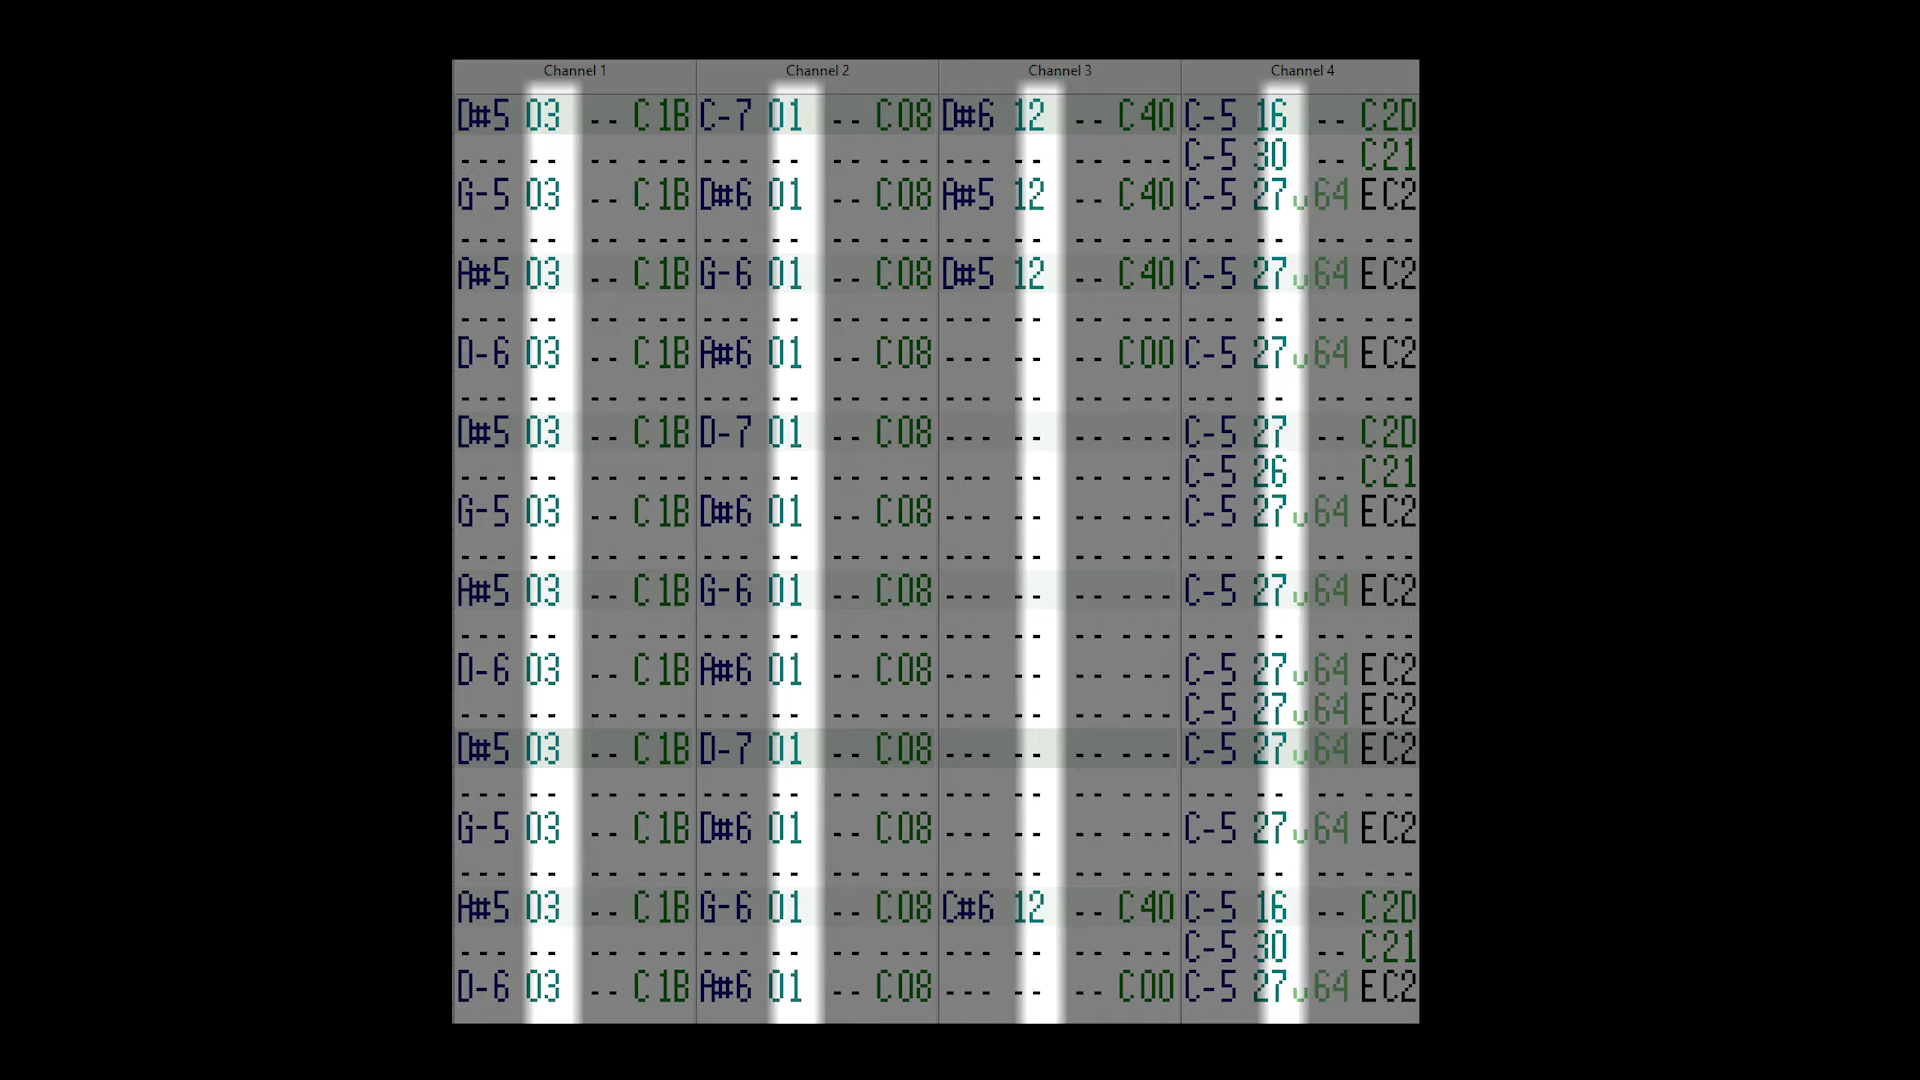 Channel 1 Channel 2 Channel 3 Channel 4
D#5 03 -- C1B C-7 01 -- C08 D#6 12 -- C40 C-5 16 -- C2D
--- -- -- --- --- -- -- --- --- -- -- --- C-5 30 -- C21
G-5 03 -- C1B D#6 01 -- C08 A#5 12 -- C40 C-5 27 v64 EC2
--- -- -- --- --- -- -- --- --- -- -- --- --- -- -- ---
A#5 03 -- C1B G-6 01 -- C08 D#5 12 -- C40 C-5 27 v64 EC2
--- -- -- --- --- -- -- --- --- -- -- --- --- -- -- ---
D-6 03 -- C1B A#6 01 -- C08 --- -- -- C00 C-5 27 v64 EC2
--- -- -- --- --- -- -- --- --- -- -- --- --- -- -- ---
D#5 03 -- C1B D-7 01 -- C08 --- -- -- --- C-5 27 -- C2D
--- -- -- --- --- -- -- --- --- -- -- --- C-5 26 -- C21
G-5 03 -- C1B D#6 01 -- C08 --- -- -- --- C-5 27 v64 EC2
--- -- -- --- --- -- -- --- --- -- -- --- --- -- -- ---
A#5 03 -- C1B G-6 01 -- C08 --- -- -- --- C-5 27 v64 EC2
--- -- -- --- --- -- -- --- --- -- -- --- --- -- -- ---
D-6 03 -- C1B A#6 01 -- C08 --- -- -- --- C-5 27 v64 EC2
--- -- -- --- --- -- -- --- --- -- -- --- C-5 27 v64 EC2
D#5 03 -- C1B D-7 01 -- C08 --- -- -- --- C-5 27 v64 EC2
--- -- -- --- --- -- -- --- --- -- -- --- --- -- -- ---
G-5 03 -- C1B D#6 01 -- C08 --- -- -- --- C-5 27 v64 EC2
--- -- -- --- --- -- -- --- --- -- -- --- --- -- -- ---
A#5 03 -- C1B G-6 01 -- C08 C#6 12 -- C40 C-5 16 -- C2D
--- -- -- --- --- -- -- --- --- -- -- --- C-5 30 -- C21
D-6 03 -- C1B A#6 01 -- C08 --- -- -- C00 C-5 27 v64 EC2